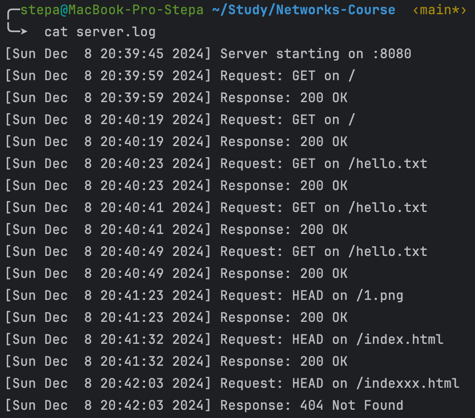 stepa@MacBook-Pro-Stepa ~/Study/Networks-Course ‹main*›
cat server.log
[Sun Dec  8 20:39:45 2024] Server starting on :8080
[Sun Dec  8 20:39:59 2024] Request: GET on /
[Sun Dec  8 20:39:59 2024] Response: 200 OK
[Sun Dec  8 20:40:19 2024] Request: GET on /
[Sun Dec  8 20:40:19 2024] Response: 200 OK
[Sun Dec  8 20:40:23 2024] Request: GET on /hello.txt
[Sun Dec  8 20:40:23 2024] Response: 200 OK
[Sun Dec  8 20:40:41 2024] Request: GET on /hello.txt
[Sun Dec  8 20:40:41 2024] Response: 200 OK
[Sun Dec  8 20:40:49 2024] Request: GET on /hello.txt
[Sun Dec  8 20:40:49 2024] Response: 200 OK
[Sun Dec  8 20:41:23 2024] Request: HEAD on /1.png
[Sun Dec  8 20:41:23 2024] Response: 200 OK
[Sun Dec  8 20:41:32 2024] Request: HEAD on /index.html
[Sun Dec  8 20:41:32 2024] Response: 200 OK
[Sun Dec  8 20:42:03 2024] Request: HEAD on /indexxx.html
[Sun Dec  8 20:42:03 2024] Response: 404 Not Found